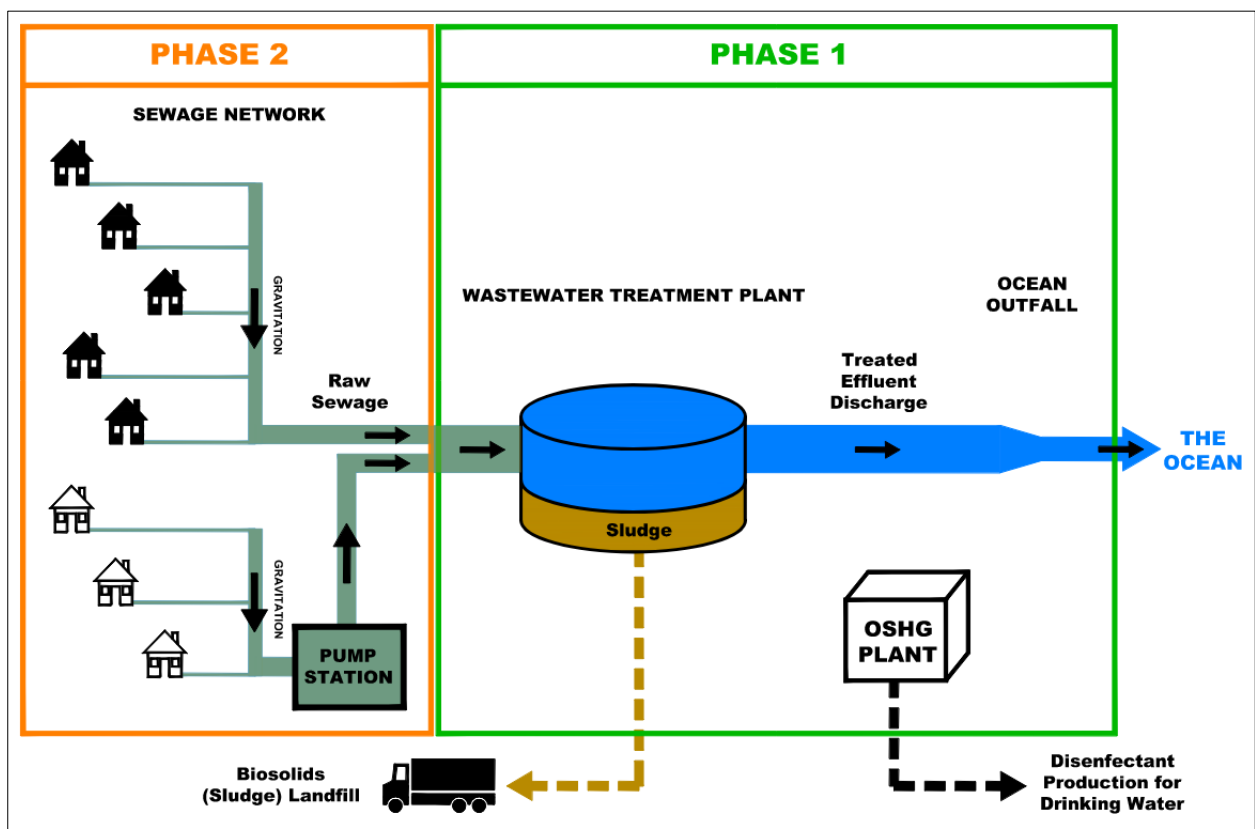 PHASE 2
PHASE 1
SEWAGE NETWORK
GRAVITATION
WASTEWATER TREATMENT PLANT
OCEAN
OUTFALL
Raw
Sewage
Treated
Effluent
Discharge
THE
OCEAN
Sludge
GRAVITATION
PUMP
STATION
OSHG
PLANT
Biosolids
(Sludge) Landfill
Disenfectant
Production for
Drinking Water